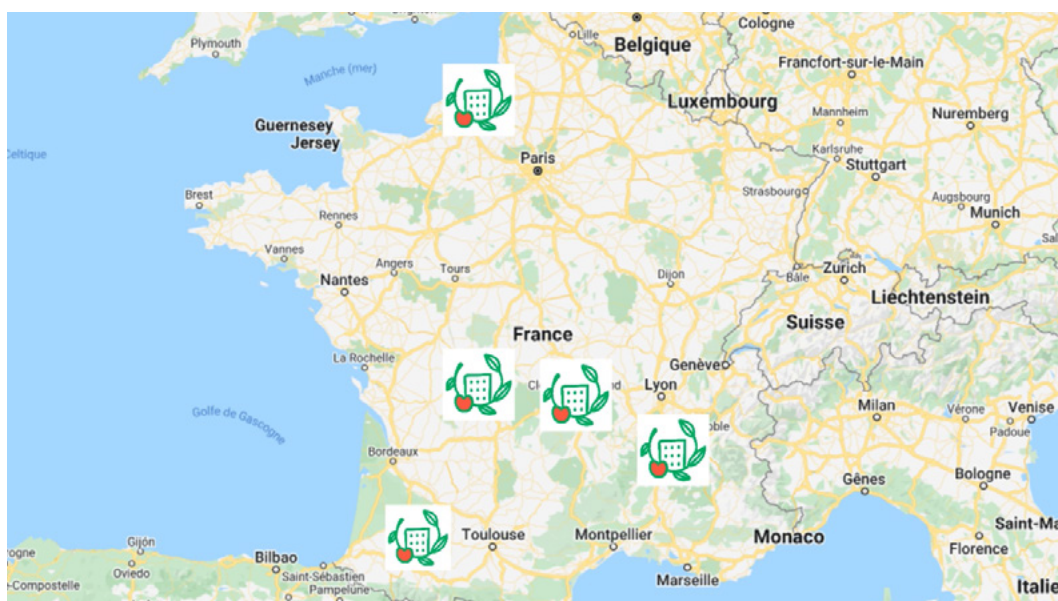 Cologne
Lille
Belgique
Plymouth
Francfort-sur-le-Main
Manche (mer)
Luxembourg
Mannheim
Nuremberg
Guernesey
Jersey
Celtique
Karlsruhe
Paris
Stuttgart
Strasbourg
Brest
Augsbourg
Munich
Rennes
Vannes
Angers
Tours
Dijon
Bâle
Zurich
Nantes
Liechtenstein
Suisse
France
La Rochelle
Genève
Lyon
Milan
Vérone
Venise
Golfe de Gascogne
Padoue
Bordeaux
Bologne
Gênes
Gijón
Toulouse
Montpellier
Monaco
Bilbao
Oviedo
Florence
Saint-Sébastien
Marseille
Pampelune
Italie